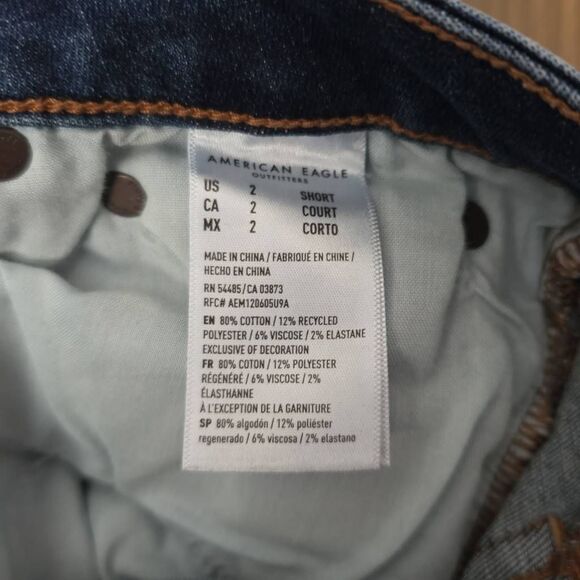 AMERICAN EAGLE
OUTFITTERS
US 2 SHORT
CA 2 COURT
MX 2 CORTO
MADE IN CHINA / FABRIQUÉ EN CHINE /
HECHO EN CHINA
RN 54485/CA 03873
RFC# AEM120605U9A
EN 80% COTTON / 12% RECYCLED
POLYESTER / 6% VISCOSE / 2% ELASTANE
EXCLUSIVE OF DECORATION
FR 80% COTON / 12% POLYESTER
RÉGÉNÉRÉ / 6% VISCOSE / 2%
ÉLASTHANNE
À L'EXCEPTION DE LA GARNITURE
SP 80% algodón / 12% poliéster
regenerado / 6% viscosa / 2% elastano